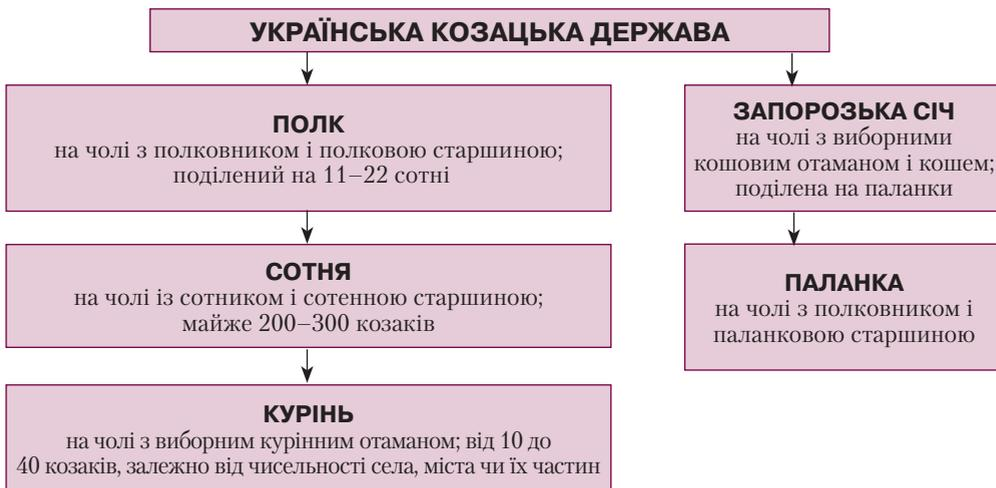 УКРАЇНСЬКА КОЗАЦЬКА ДЕРЖАВА
ПОЛК
на чолі з полковником і полковою старшиною;
поділений на 11–22 сотні
СОТНЯ
на чолі із сотником і сотенною старшиною;
майже 200–300 козаків
КУРІНЬ
на чолі з виборним курінним отаманом; від 10 до
40 козаків, залежно від чисельності села, міста чи їх частин
ЗАПОРОЗЬКА СІЧ
на чолі з виборними
кошовим отаманом і кошем;
поділена на паланки
ПАЛАНКА
на чолі з полковником і
паланковою старшиною